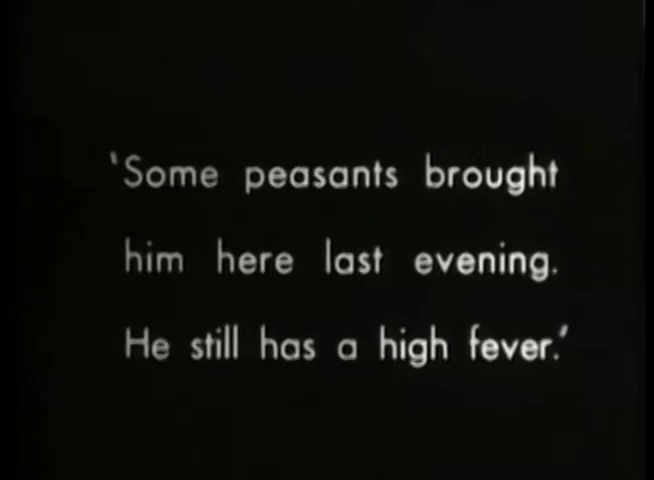 'Some peasants brought
him here last evening.
He still has a high fever.'